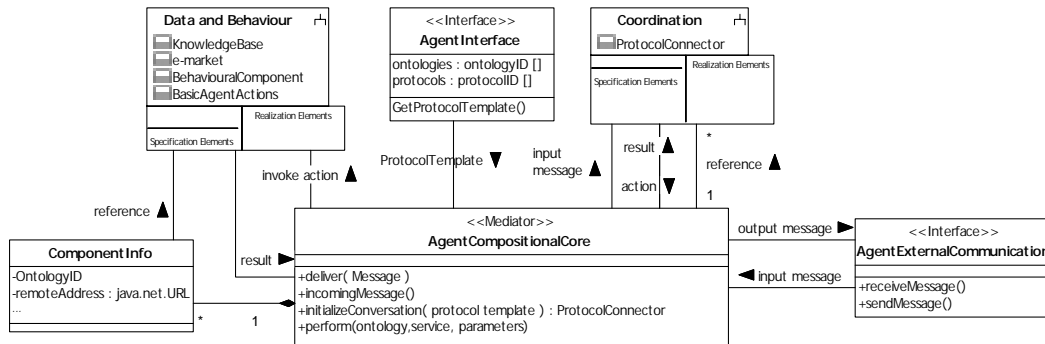 Data and Behaviour
KnowledgeBase
e-market
BehaviouralComponent
BasicAgentActions
Specification Elements
Realization Elements
<<Interface>>
AgentInterface
ontologies : ontologyID []
protocols : protocolID []
GetProtocolTemplate()
Coordination
ProtocolConnector
Specification Elements
Realization Elements
reference
invoke action
result
ProtocolTemplate
input
message
result
action
*
reference
1
Component Info
-OntologyID
-remoteAddress : java.net.URL
...
*
1
<<Mediator>>
AgentCompositionalCore
+deliver( Message )
+incomingMessage()
+initializeConversation( protocol template ) : ProtocolConnector
+perform(ontology,service, parameters)
output message
input message
<<Interface>>
AgentExternalCommunication
+receiveMessage()
+sendMessage()